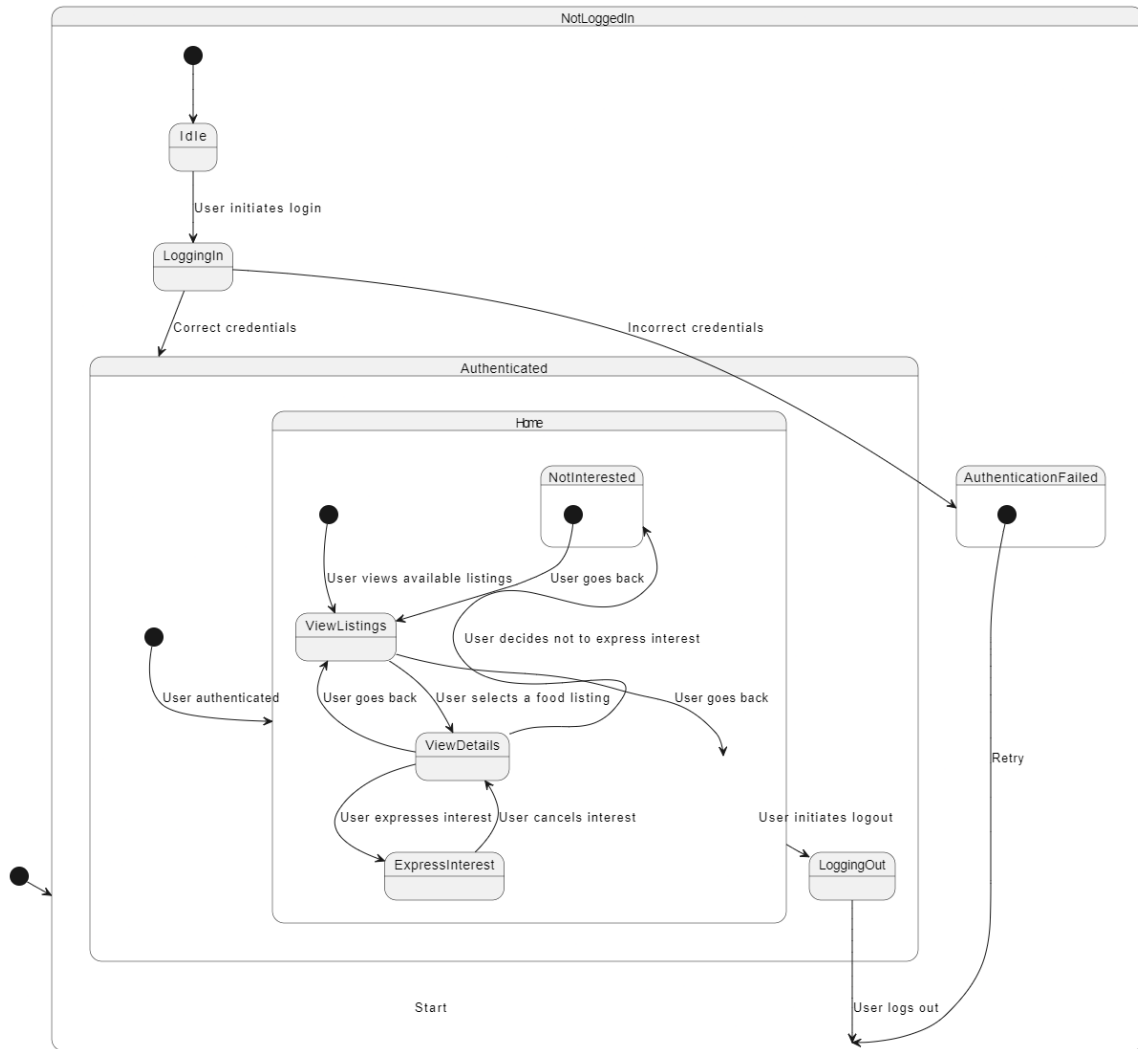 NotLoggedIn
Idle
User initiates login
LoggingIn
Correct credentials
Incorrect credentials
Authenticated
Home
NotInterested
AuthenticationFailed
User views available listings
User goes back
ViewListings
User decides not to express interest
User authenticated
User goes back
User selects a food listing
User goes back
ViewDetails
Retry
User expresses interest
User cancels interest
User initiates logout
ExpressInterest
LoggingOut
Start
User logs out